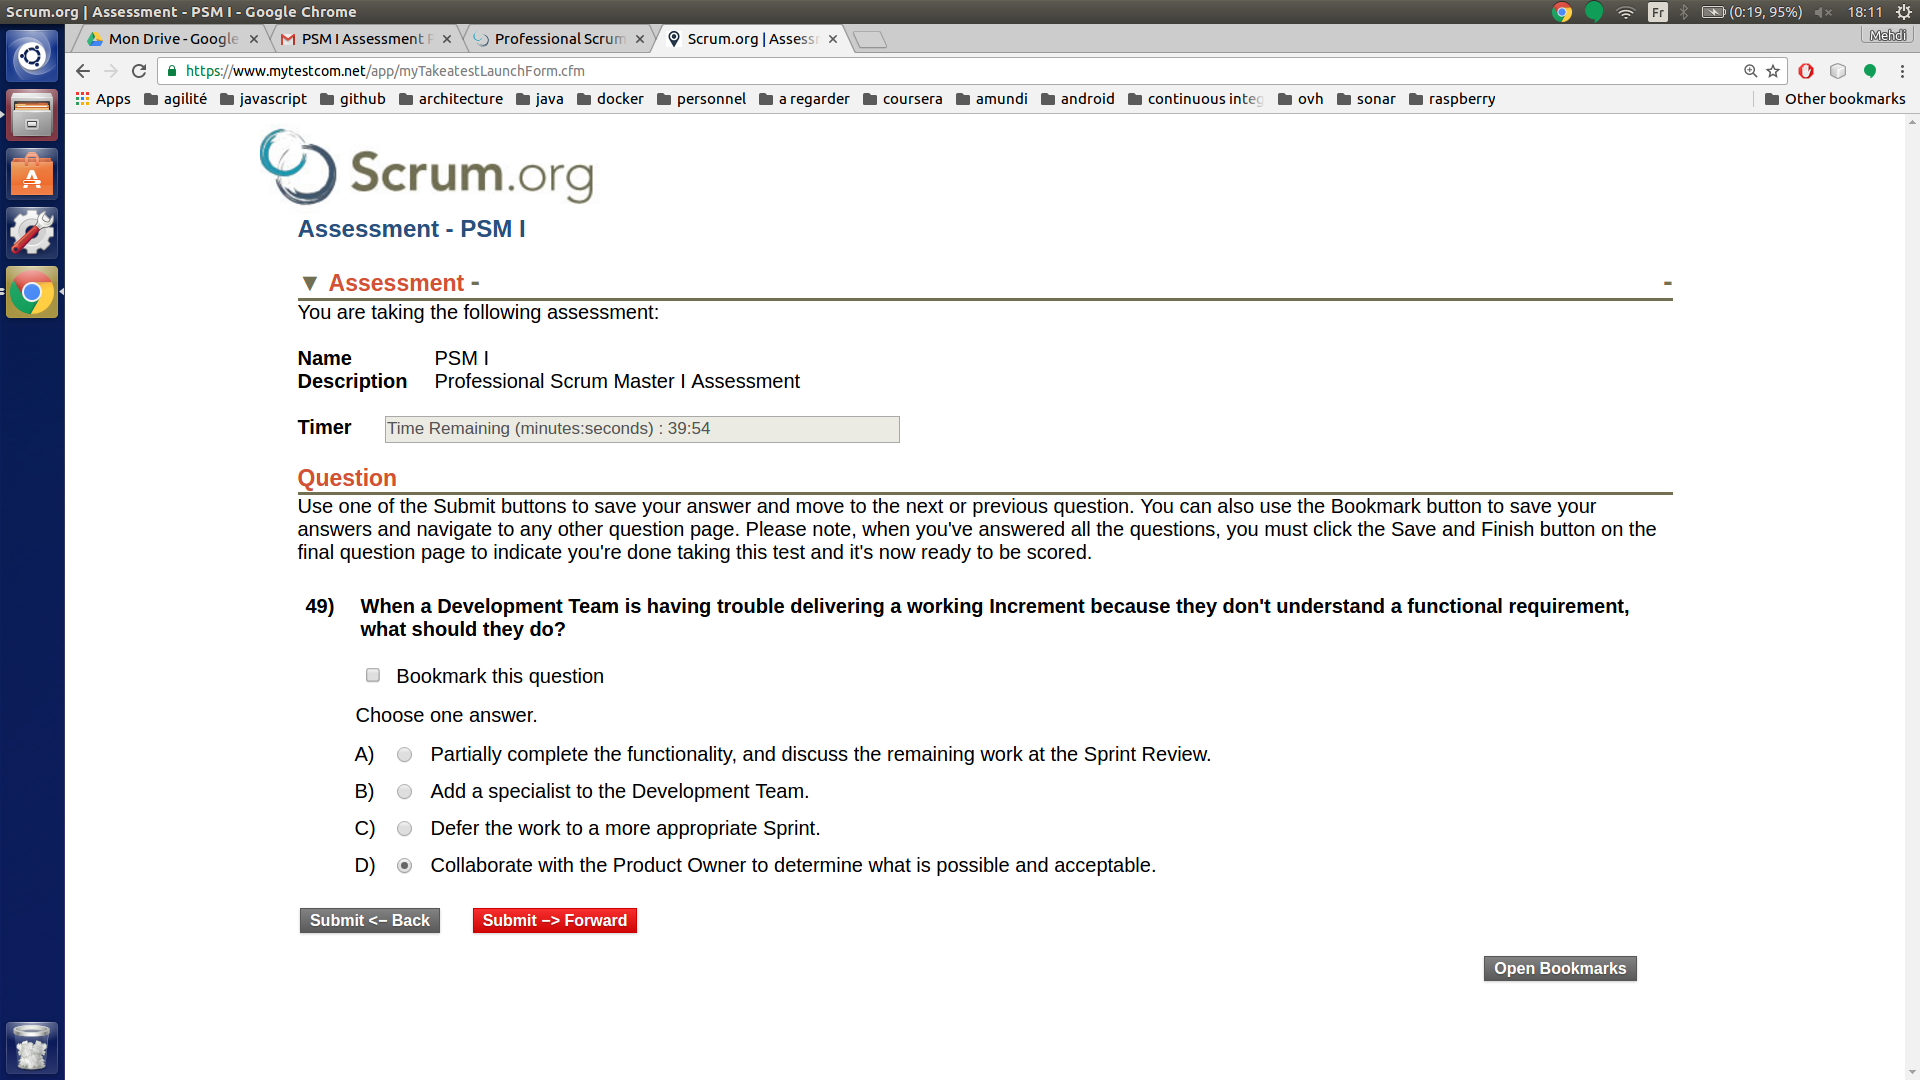 Scrum.org | Assessment - PSM I - Google Chrome
Fr
(0:19, 95%)
18:11
Mon Drive - Google
PSM I Assessment
Professional Scrum
Scrum.org | Assess
Mehdi
https://www.mytestcom.net/app/myTakeatestLaunchForm.cfm
Apps
agilité
javascript
github
architecture
java
docker
personnel
a regarder
coursera
amundi
android
continuous integ
ovh
sonar
raspberry
Other bookmarks
Scrum.org
Assessment - PSM I
▼ Assessment - -
You are taking the following assessment:
Name PSM I
Description Professional Scrum Master I Assessment
Timer Time Remaining (minutes:seconds) : 39:54
Question
Use one of the Submit buttons to save your answer and move to the next or previous question. You can also use the Bookmark button to save your
answers and navigate to any other question page. Please note, when you've answered all the questions, you must click the Save and Finish button on the
final question page to indicate you're done taking this test and it's now ready to be scored.
49) When a Development Team is having trouble delivering a working Increment because they don't understand a functional requirement,
what should they do?
Bookmark this question
Choose one answer.
A) Partially complete the functionality, and discuss the remaining work at the Sprint Review.
B) Add a specialist to the Development Team.
C) Defer the work to a more appropriate Sprint.
D) Collaborate with the Product Owner to determine what is possible and acceptable.
Submit <– Back
Submit –> Forward
Open Bookmarks